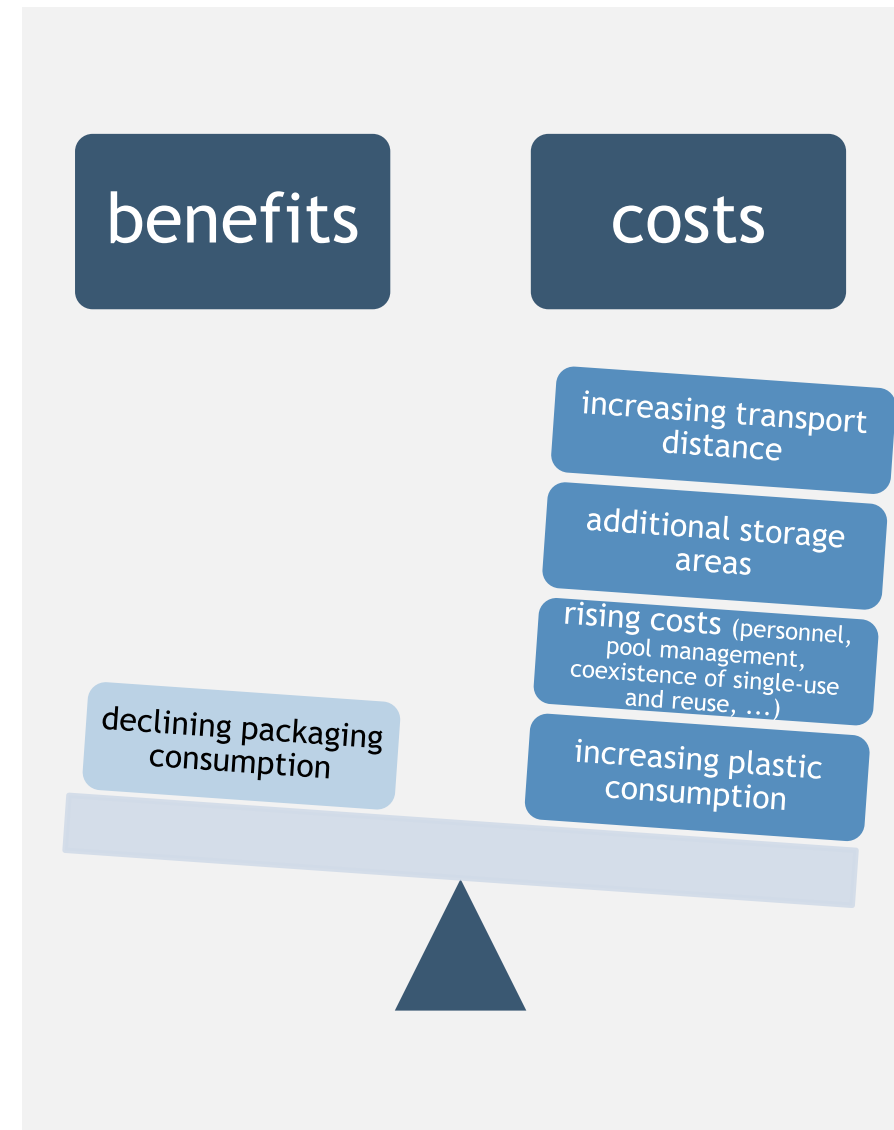 benefits
costs
increasing transport
distance
additional storage
areas
rising costs (personnel,
pool management,
coexistence of single-use
and reuse, ...)
declining packaging
consumption
increasing plastic
consumption